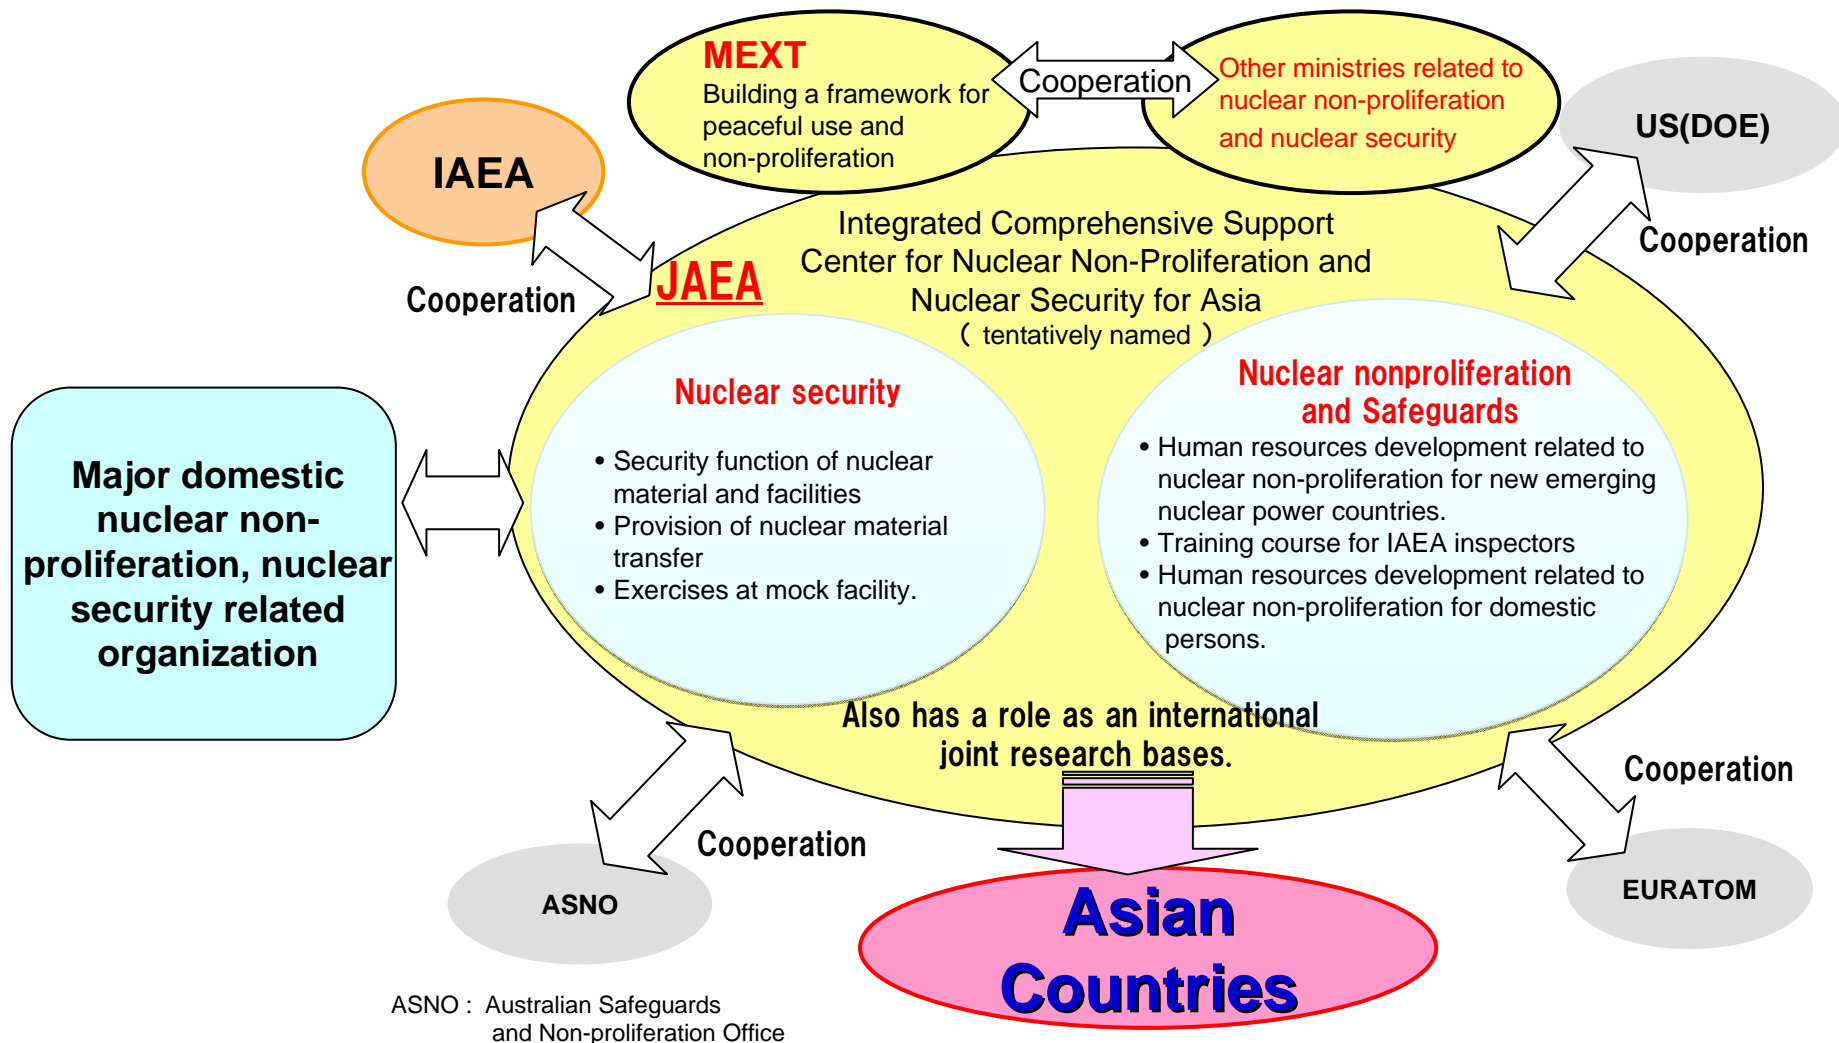 MEXT
Building a framework for
peaceful use and
non-proliferation
Cooperation
Other ministries related to
nuclear non-proliferation
and nuclear security
US(DOE)
IAEA
Cooperation
Cooperation
JAEA
Integrated Comprehensive Support
Center for Nuclear Non-Proliferation and
Nuclear Security for Asia
( tentatively named )
Nuclear security
• Security function of nuclear
material and facilities
• Provision of nuclear material
transfer
• Exercises at mock facility.
Nuclear nonproliferation
and Safeguards
• Human resources development related to
nuclear non-proliferation for new emerging
nuclear power countries.
• Training course for IAEA inspectors
• Human resources development related to
nuclear non-proliferation for domestic
persons.
Major domestic
nuclear non-
proliferation, nuclear
security related
organization
Also has a role as an international
joint research bases.
Cooperation
Cooperation
ASNO
EURATOM
Asian
Countries
ASNO : Australian Safeguards
and Non-proliferation Office